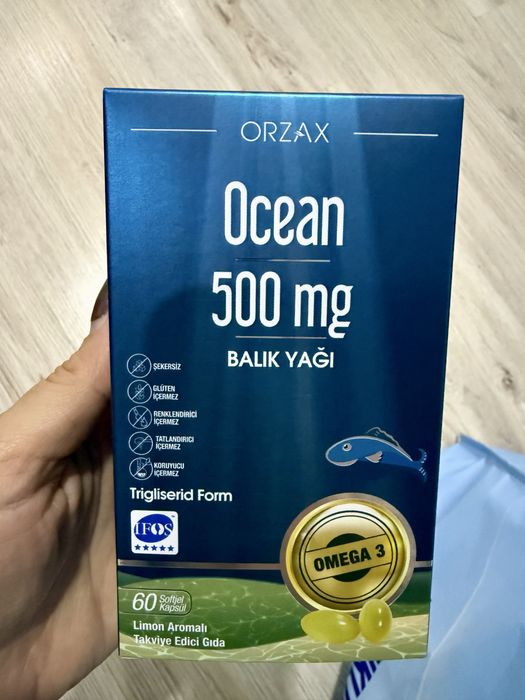 ORZAX
Ocean
500 mg
BALIK YAĞI
ŞEKERSİZ
GLÜTEN
İÇERMEZ
RENKLENDİRİCİ
İÇERMEZ
TATLANDIRICI
İÇERMEZ
KORUYUCU
İÇERMEZ
Trigliserid Form
IFOS
OMEGA 3
60 Softjel
Kapsül
Limon Aromalı
Takviye Edici Gıda